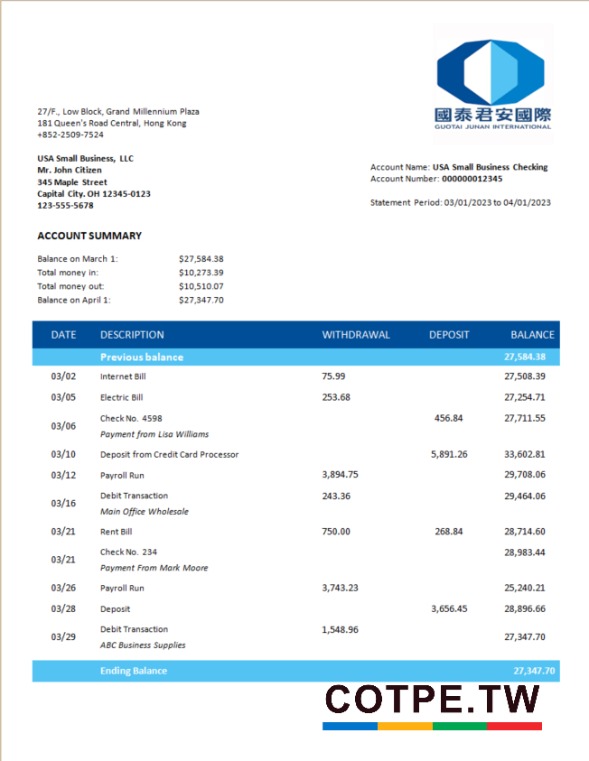 國泰君安國際
GUOTAI JUNAN INTERNATIONAL
27/F., Low Block, Grand Millennium Plaza
181 Queen's Road Central, Hong Kong
+852-2509-7524
USA Small Business, LLC
Mr. John Citizen
345 Maple Street
Capital City. OH 12345-0123
123-555-5678
Account Name: USA Small Business Checking
Account Number: 000000012345
Statement Period: 03/01/2023 to 04/01/2023
ACCOUNT SUMMARY
Balance on March 1: $27,584.38
Total money in: $10,273.39
Total money out: $10,510.07
Balance on April 1: $27,347.70
DATE DESCRIPTION WITHDRAWAL DEPOSIT BALANCE
Previous balance 27,584.38
03/02 Internet Bill 75.99 27,508.39
03/05 Electric Bill 253.68 27,254.71
03/06 Check No. 4598 456.84 27,711.55
Payment from Lisa Williams
03/10 Deposit from Credit Card Processor 5,891.26 33,602.81
03/12 Payroll Run 3,894.75 29,708.06
03/16 Debit Transaction 243.36 29,464.06
Main Office Wholesale
03/21 Rent Bill 750.00 268.84 28,714.60
03/21 Check No. 234 28,983.44
Payment From Mark Moore
03/26 Payroll Run 3,743.23 25,240.21
03/28 Deposit 3,656.45 28,896.66
03/29 Debit Transaction 1,548.96 27,347.70
ABC Business Supplies
Ending Balance 27,347.70
COTPE.TW